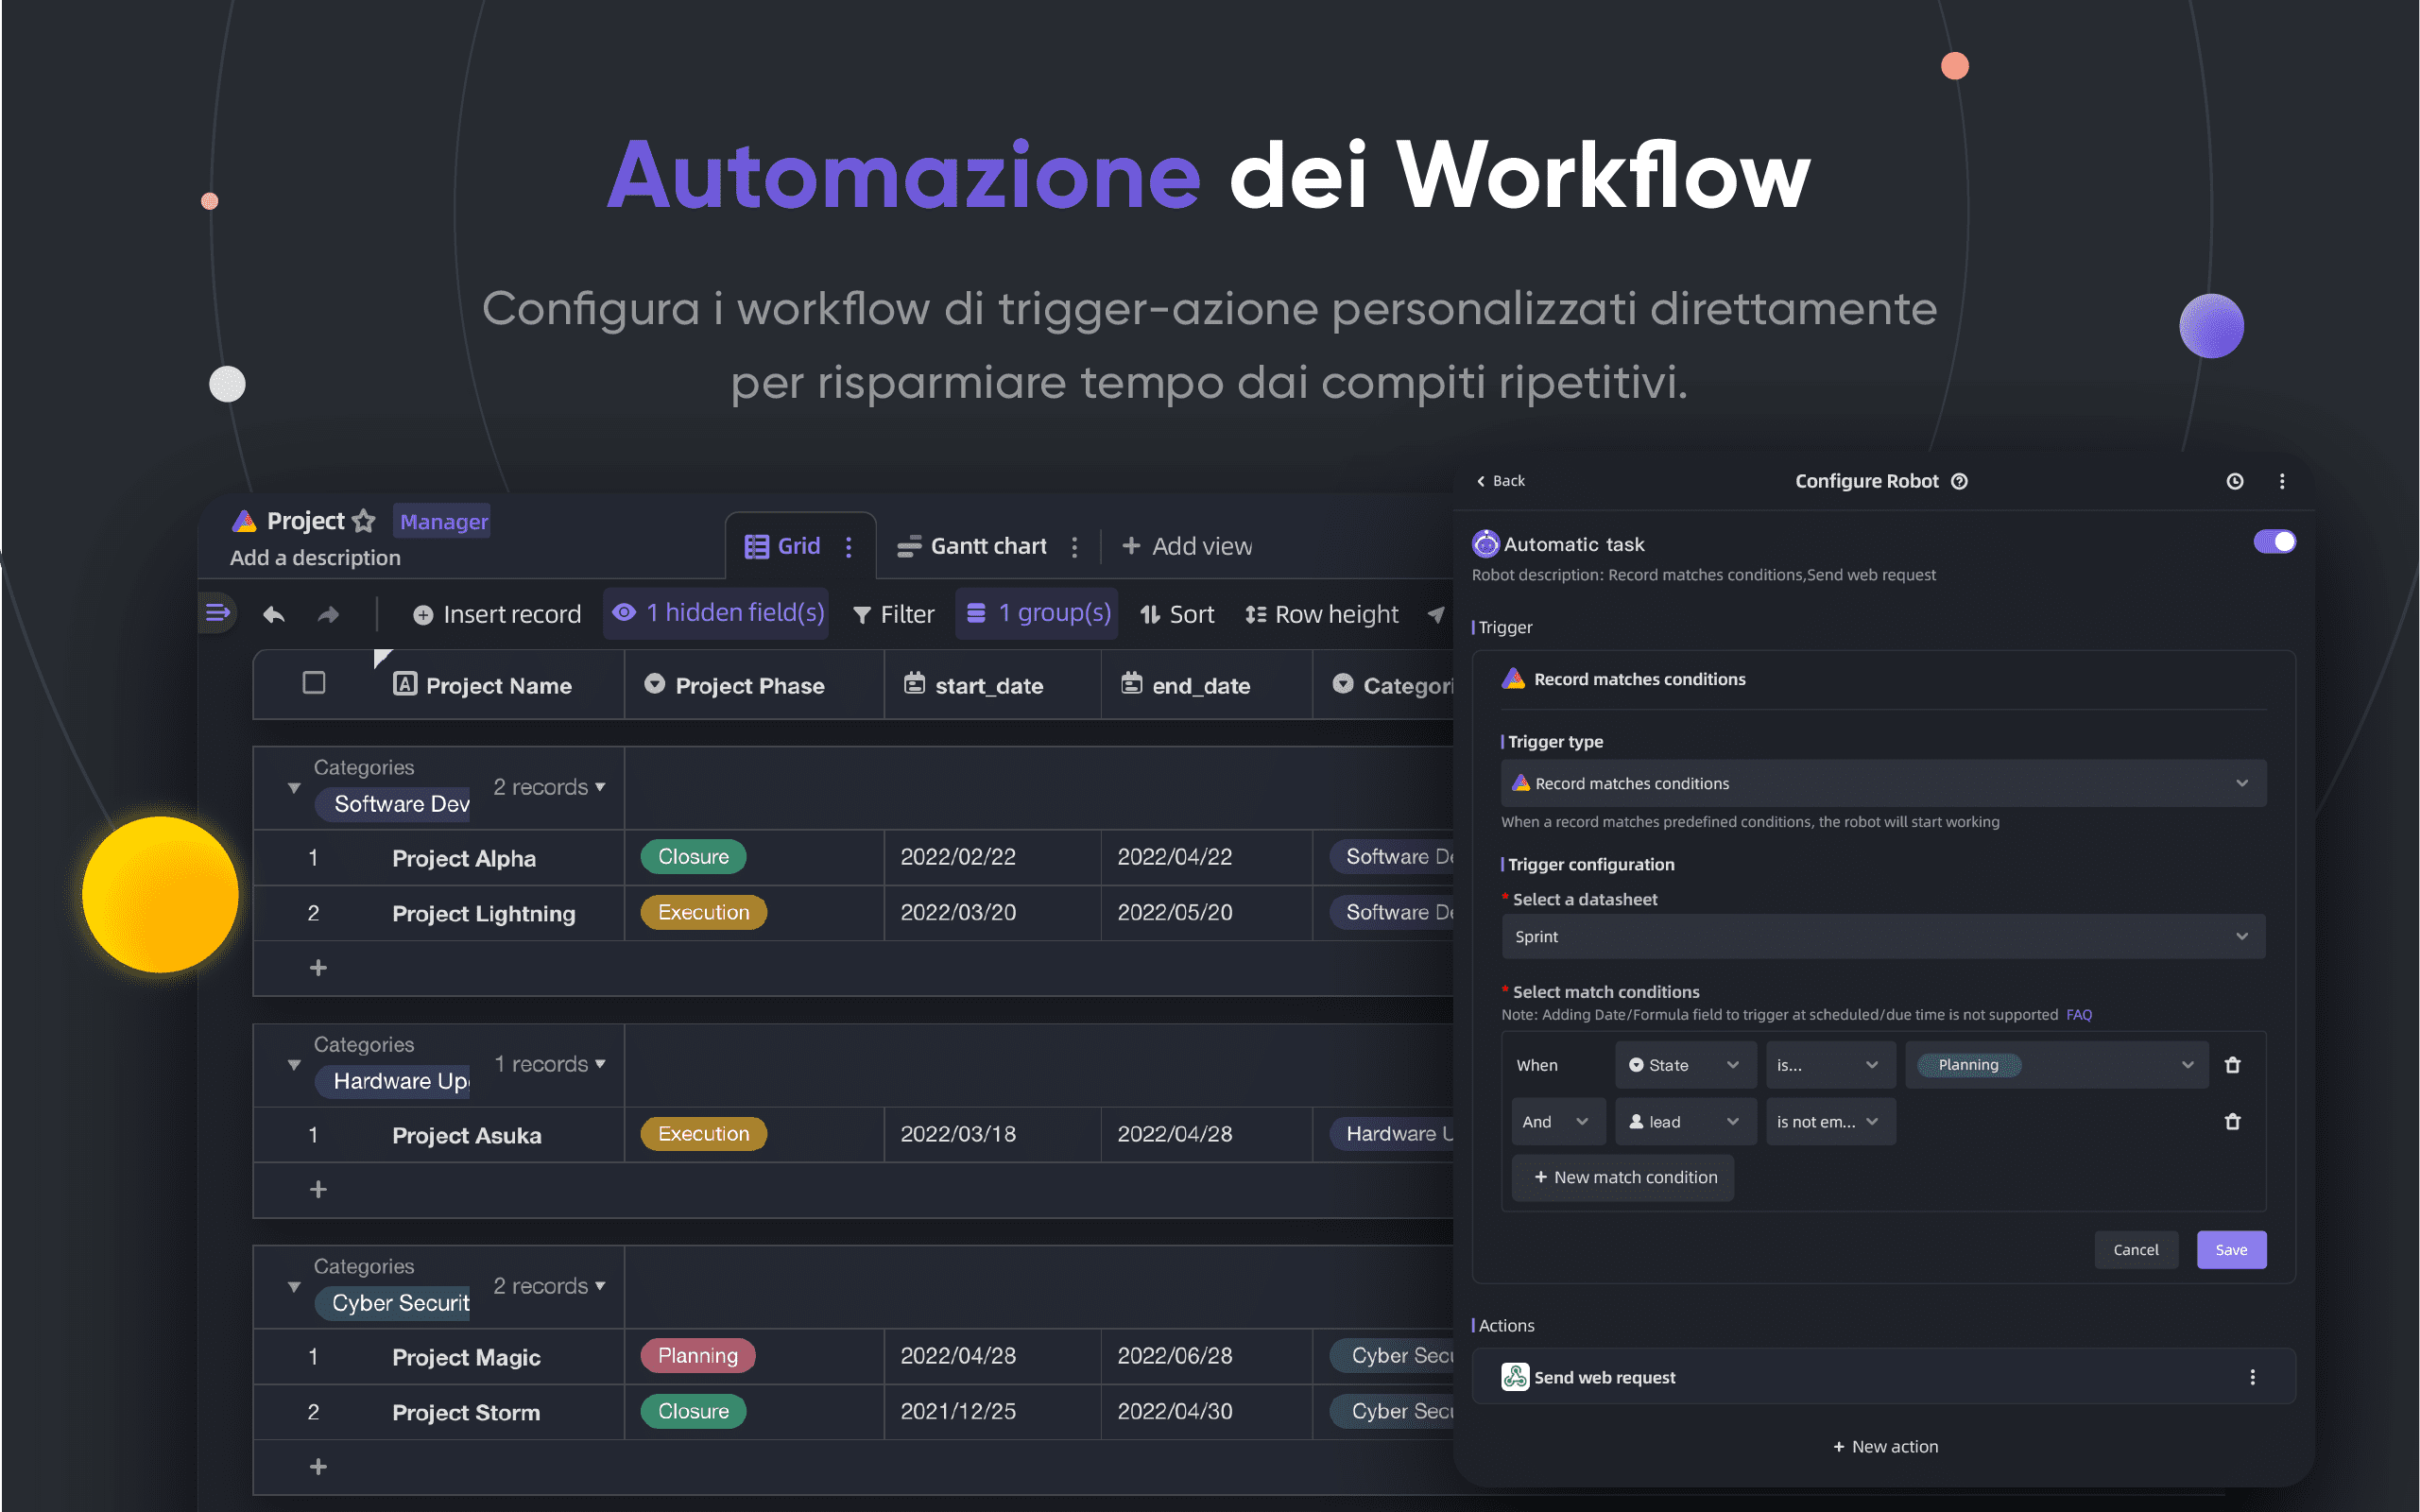 Automazione dei Workflow
Configura i workflow di trigger-azione personalizzati direttamente
per risparmiare tempo dai compiti ripetitivi.
Project Manager
Add a description
Grid Gantt chart + Add view
Insert record 1 hidden field(s) Filter 1 group(s) Sort Row height
A Project Name Project Phase start_date end_date Categori
Categories
Software Dev 2 records
1 Project Alpha Closure 2022/02/22 2022/04/22 Software De
2 Project Lightning Execution 2022/03/20 2022/05/20 Software De
+
Categories
Hardware Up 1 records
1 Project Asuka Execution 2022/03/18 2022/04/28 Hardware U
+
Categories
Cyber Securit 2 records
1 Project Magic Planning 2022/04/28 2022/06/28 Cyber Secu
2 Project Storm Closure 2021/12/25 2022/04/30 Cyber Secu
+
Back Configure Robot
Automatic task
Robot description: Record matches conditions,Send web request
Trigger
Record matches conditions
Trigger type
Record matches conditions
When a record matches predefined conditions, the robot will start working
Trigger configuration
* Select a datasheet
Sprint
* Select match conditions
Note: Adding Date/Formula field to trigger at scheduled/due time is not supported FAQ
When State is... Planning
And lead is not em...
+ New match condition
Cancel Save
Actions
Send web request
+ New action